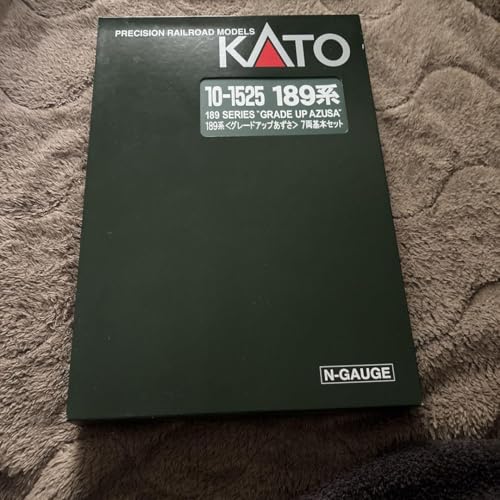 PRECISION RAILROAD MODELS
KATO
10-1525 189系
189 SERIES "GRADE UP AZUSA"
189系<グレードアップあずさ> 7両基本セット
N-GAUGE